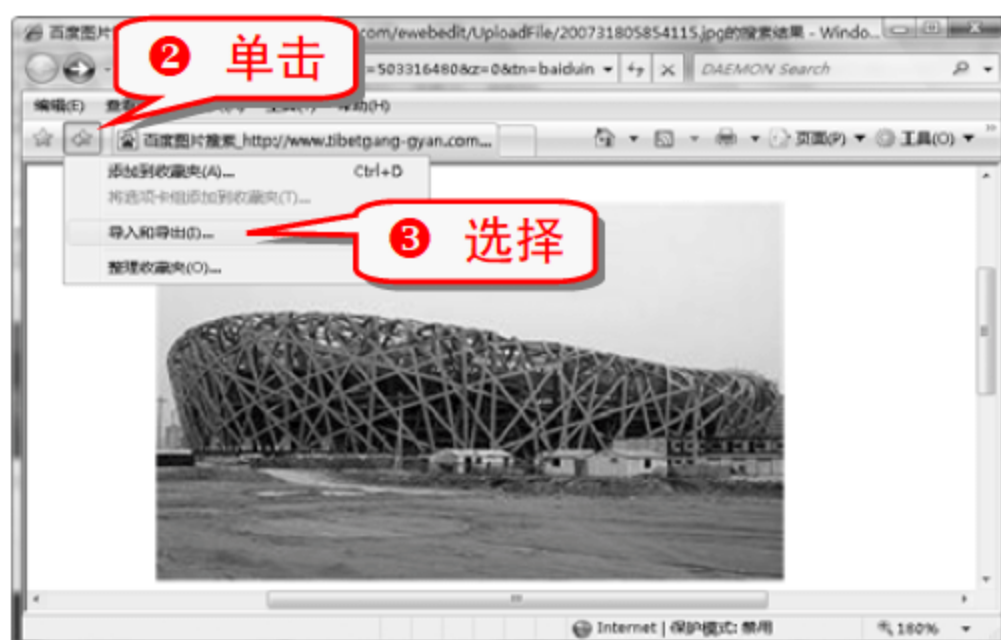 百度图片
com/ewebedit/UploadFile/200731805854115.jpg的搜索结果 - Windo...
❷ 单击
=503316480&z=0&tn=baiduin
DAEMON Search
编辑(E)
百度图片搜索_http://www.tibetgang-gyan.com...
页面(P)
工具(O)
添加到收藏夹(A)... Ctrl+D
将选项卡组添加到收藏夹(T)...
导入和导出(I)...
❸ 选择
整理收藏夹(O)...
Internet | 保护模式: 禁用
180%